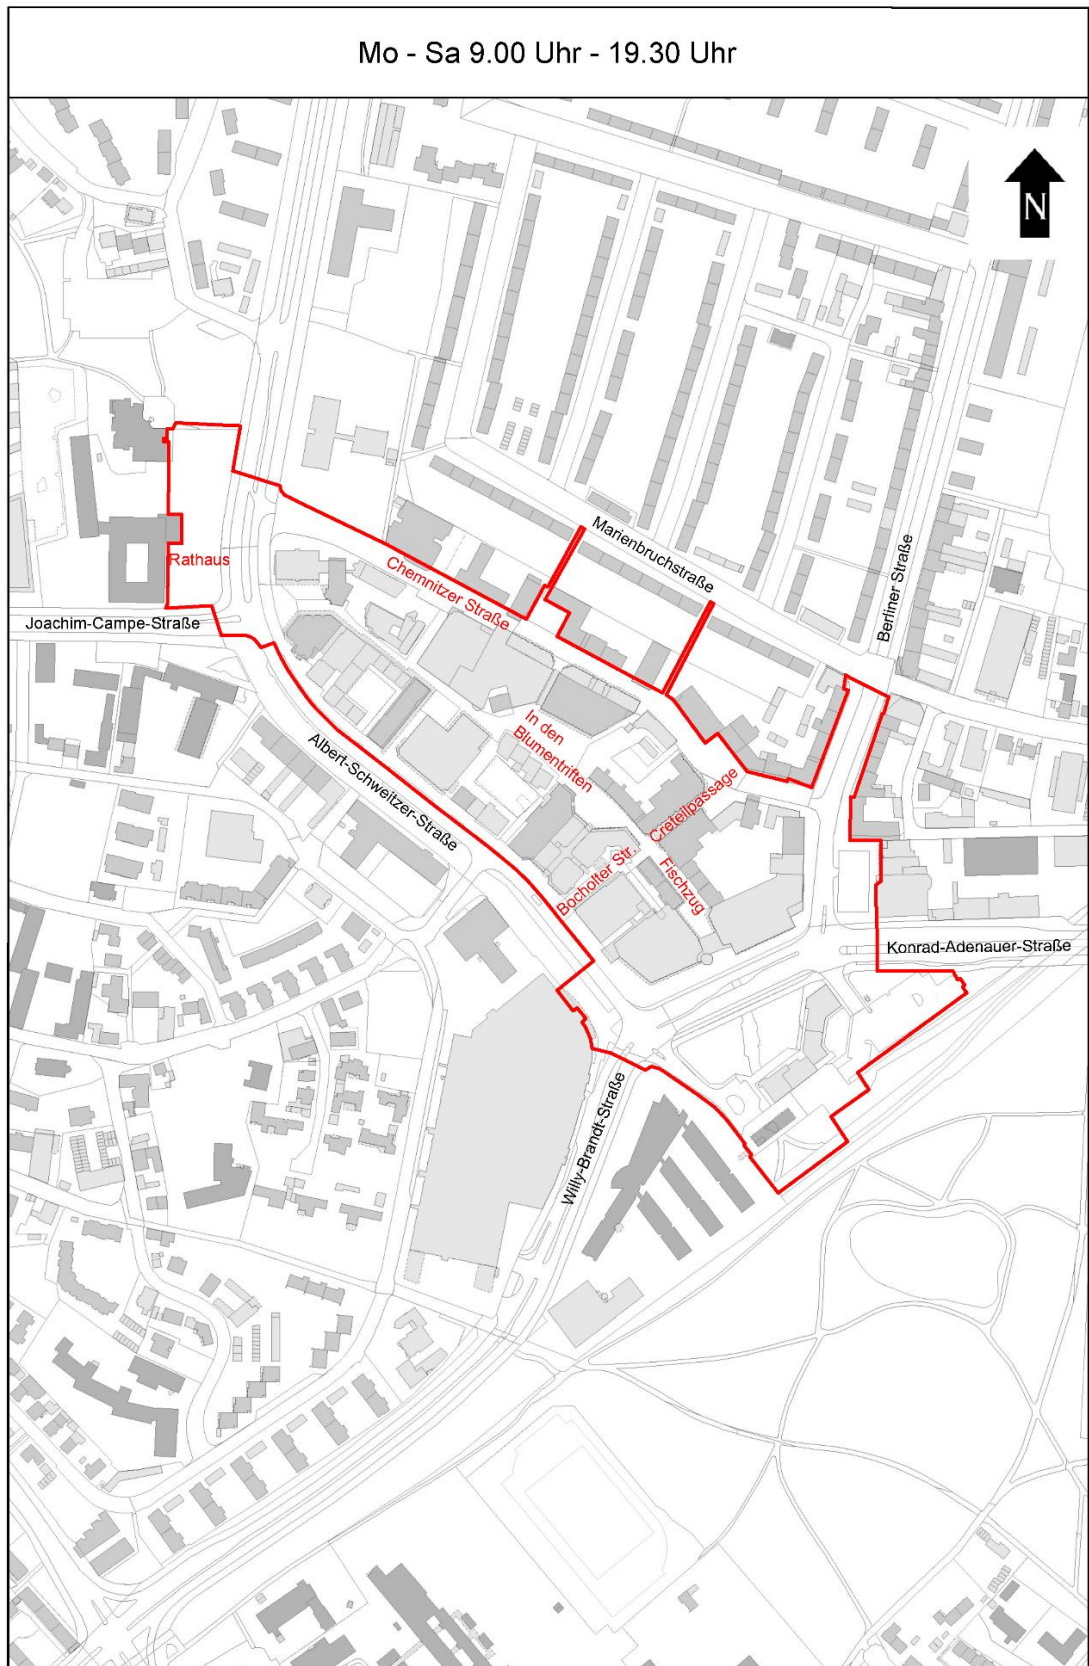 Mo - Sa 9.00 Uhr - 19.30 Uhr
N
Marienbruchstraße
Berliner Straße
Rathaus
Chemnitzer Straße
Joachim-Campe-Straße
In den
Blumentriften
Albert-Schweitzer-Straße
Creteilpassage
Bocholter Str.
Fischzug
Konrad-Adenauer-Straße
Willy-Brandt-Straße